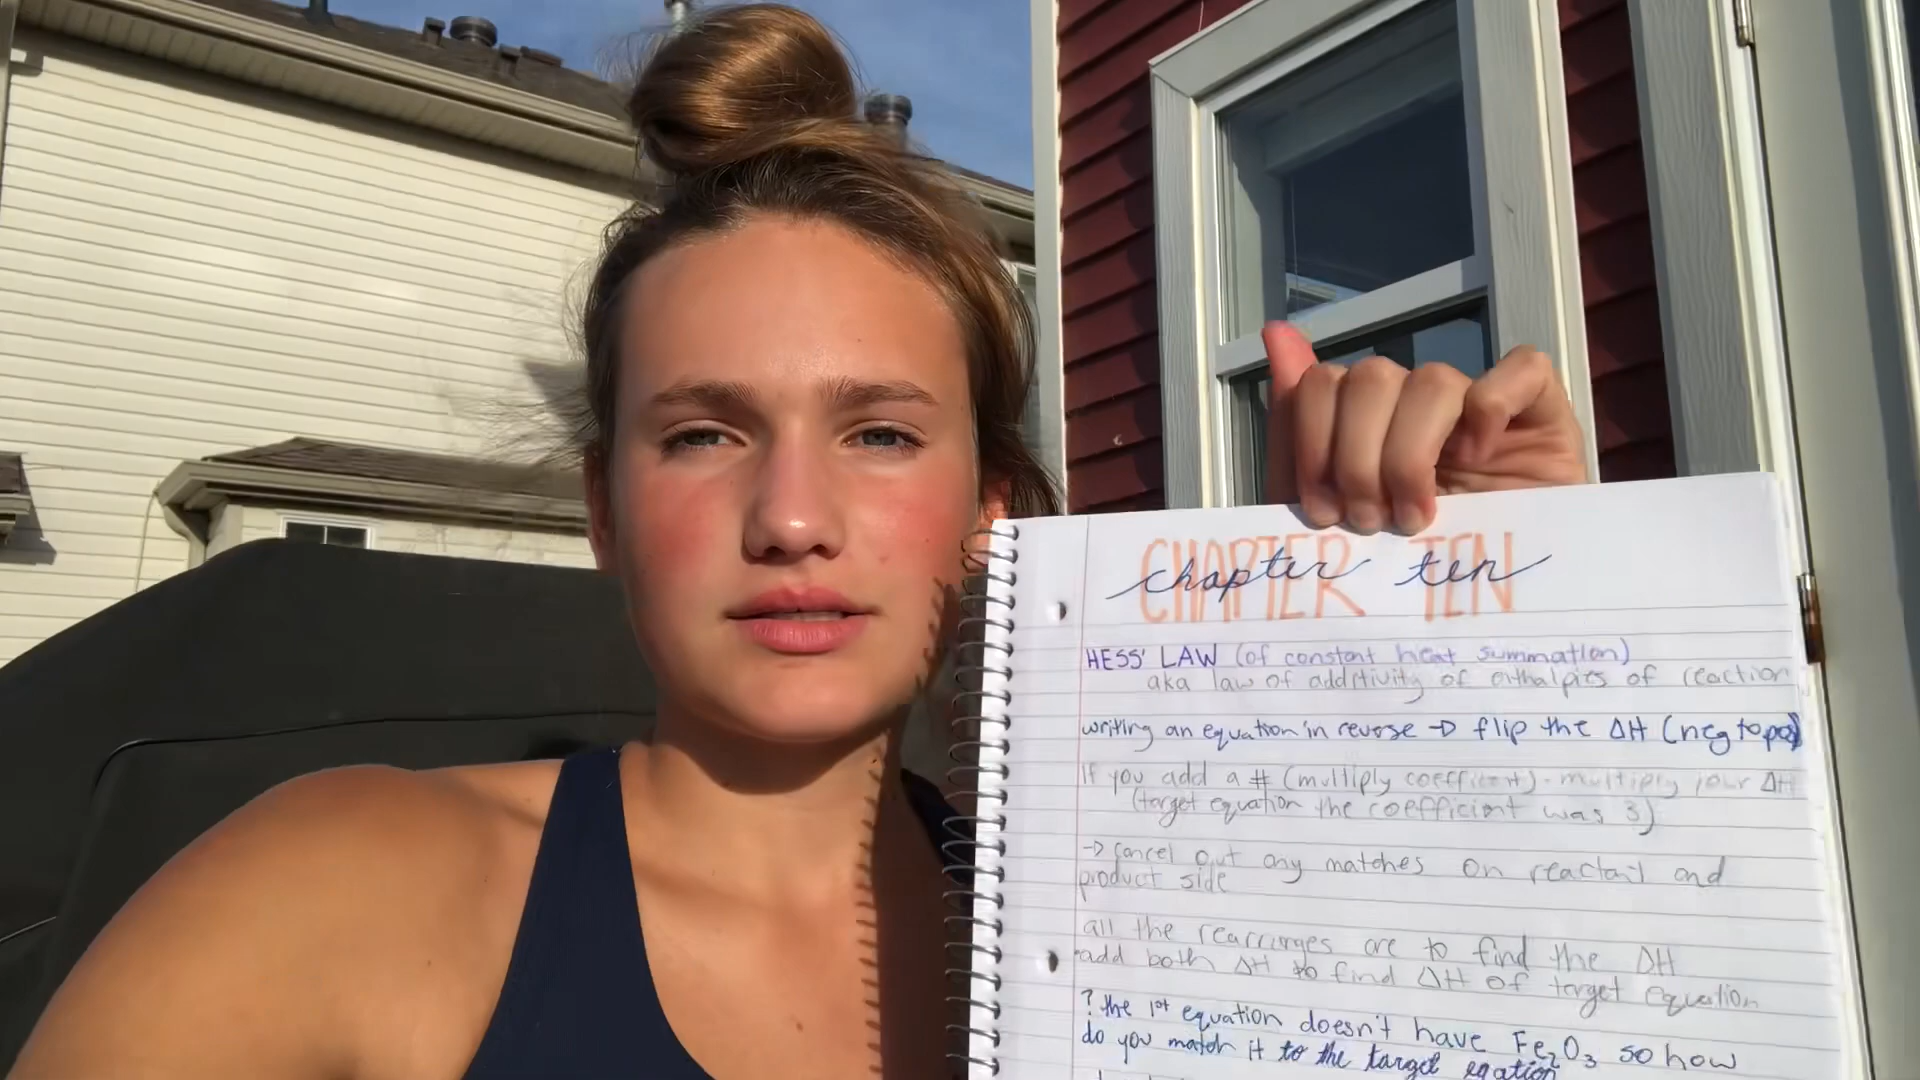 CHAPTER TEN
chapter ten
HESS' LAW (of constant heat summation)
aka law of additivity of enthalpies of reaction
writing an equation in reverse → flip the ΔH (neg to pos)
If you add a # (multiply coefficient) - multiply your ΔH
(target equation the coefficient was 3)
→ cancel out any matches on reactant and
product side
all the rearranges are to find the ΔH
add both ΔH to find ΔH of target equation
? the 1st equation doesn't have Fe2O3 so how
do you match it to the target eqation